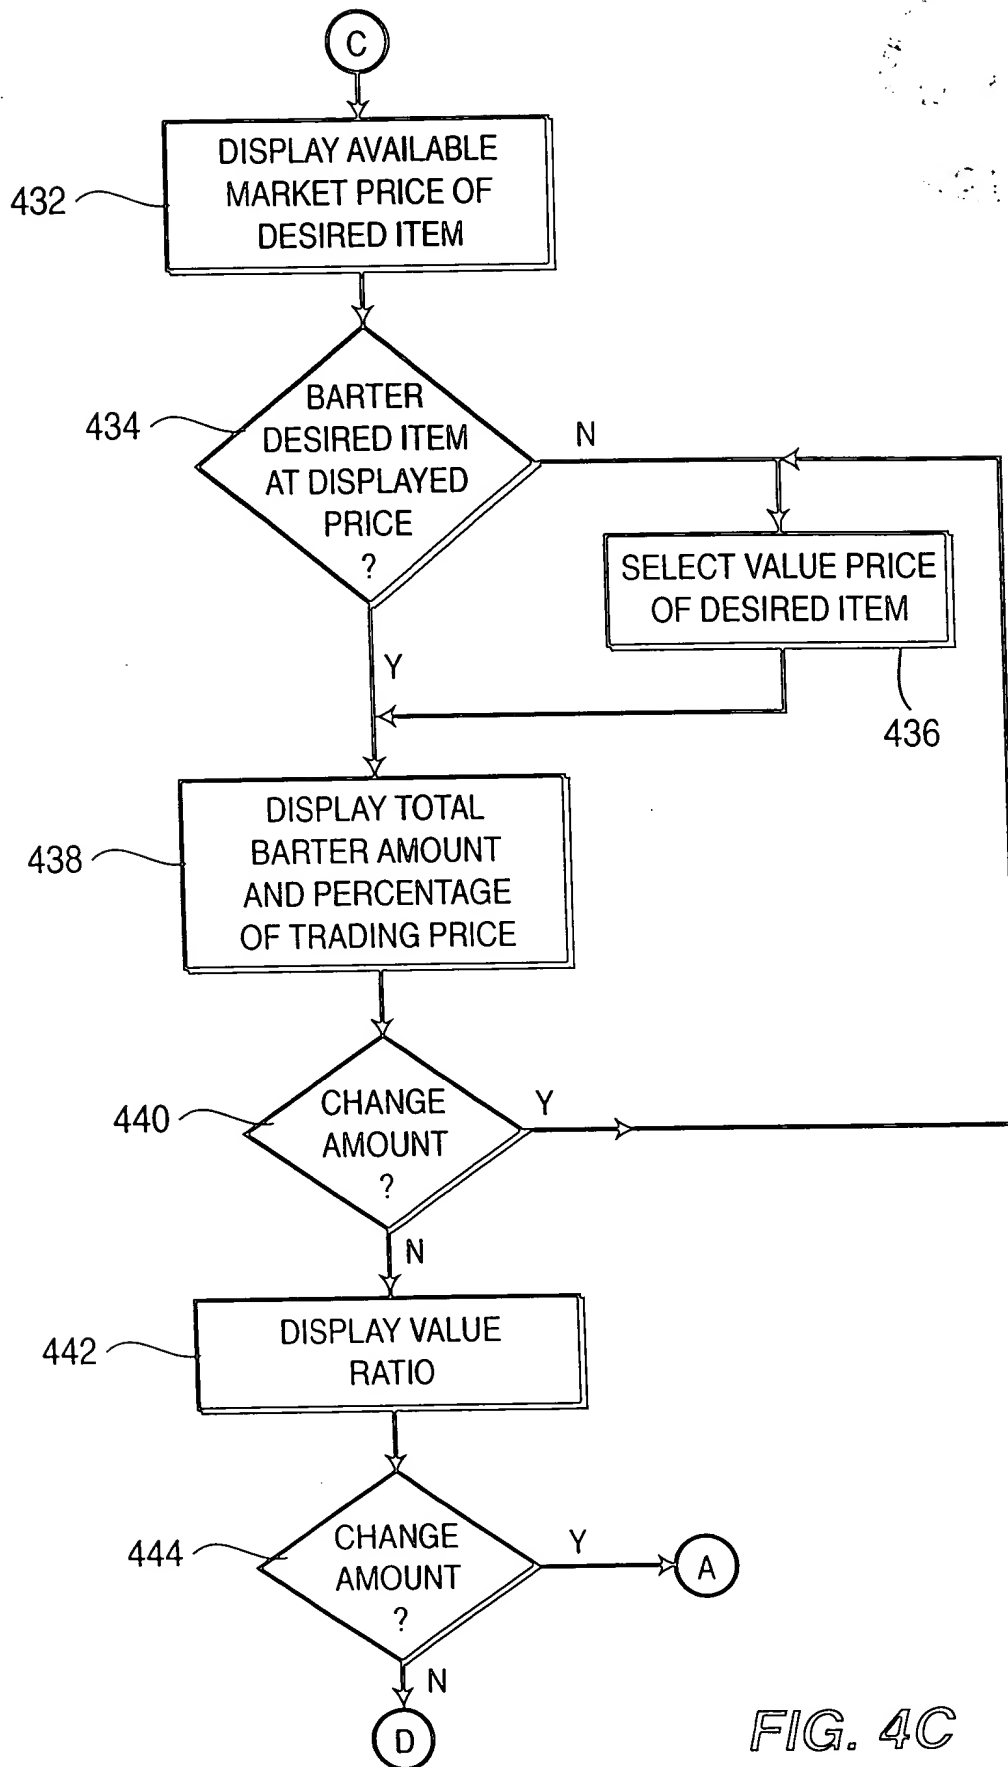 C
DISPLAY AVAILABLE
MARKET PRICE OF
DESIRED ITEM
432
BARTER
DESIRED ITEM
AT DISPLAYED
PRICE
?
434
N
SELECT VALUE PRICE
OF DESIRED ITEM
436
Y
DISPLAY TOTAL
BARTER AMOUNT
AND PERCENTAGE
OF TRADING PRICE
438
CHANGE
AMOUNT
?
440
Y
N
DISPLAY VALUE
RATIO
442
CHANGE
AMOUNT
?
444
Y
A
N
D
FIG. 4C